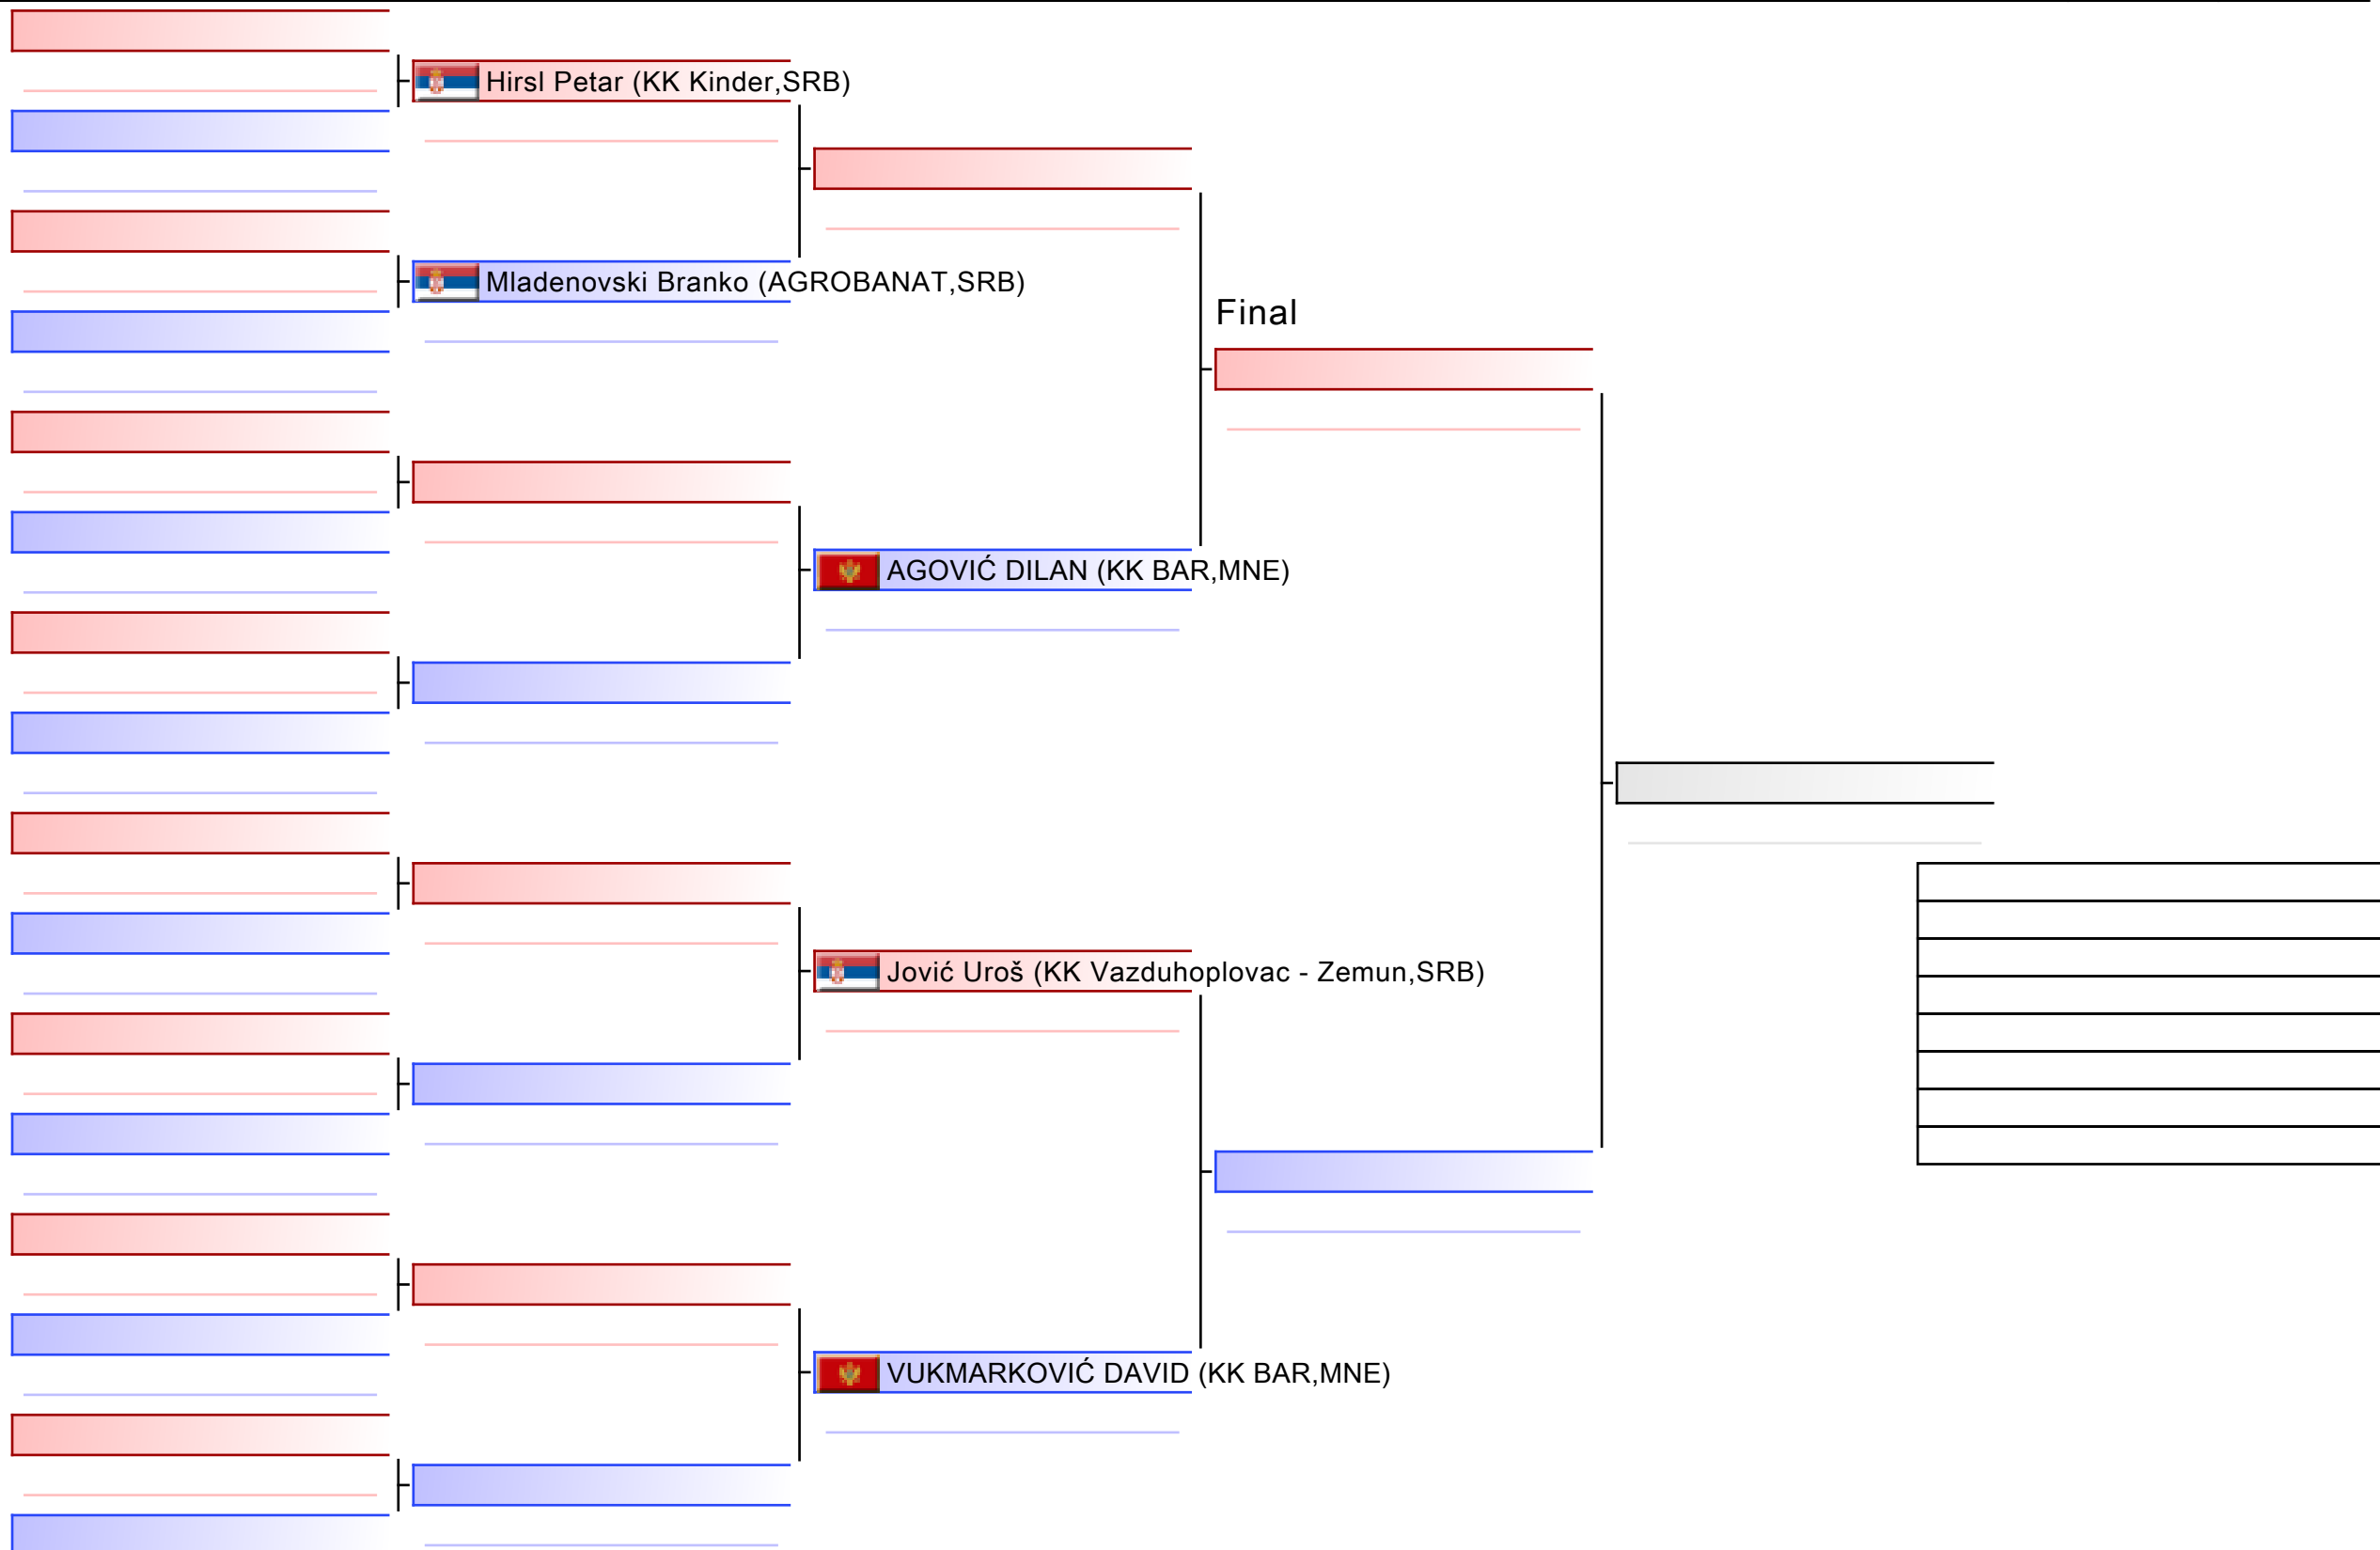 Hirsl Petar (KK Kinder,SRB)
Mladenovski Branko (AGROBANAT,SRB)
Final
AGOVIĆ DILAN (KK BAR,MNE)
Jović Uroš (KK Vazduhoplovac - Zemun,SRB)
VUKMARKOVIĆ DAVID (KK BAR,MNE)